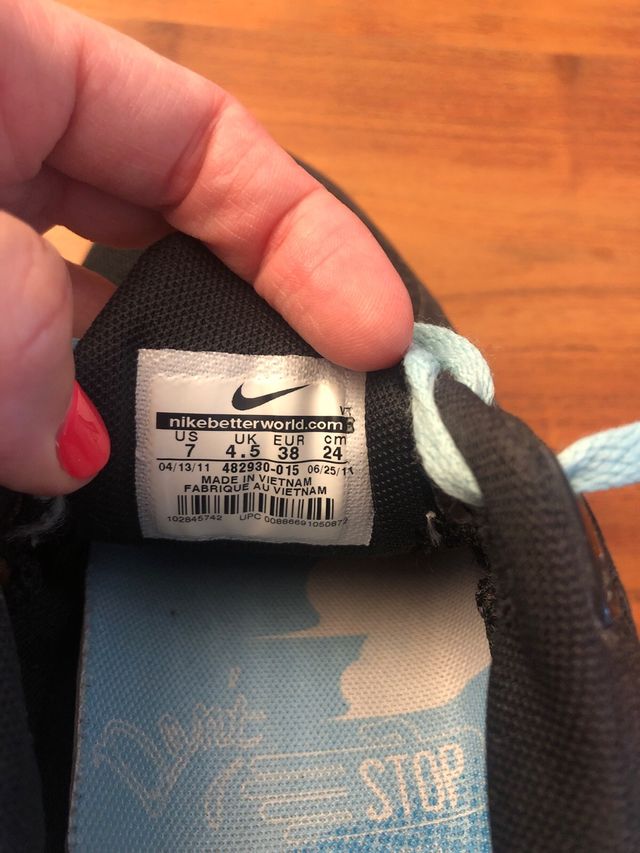 nikebetterworld.com
US UK EUR cm
7 4.5 38 24
04/13/11 482930-015 06/25/11
MADE IN VIETNAM
FABRIQUE AU VIETNAM
102845742 UPC
STOP